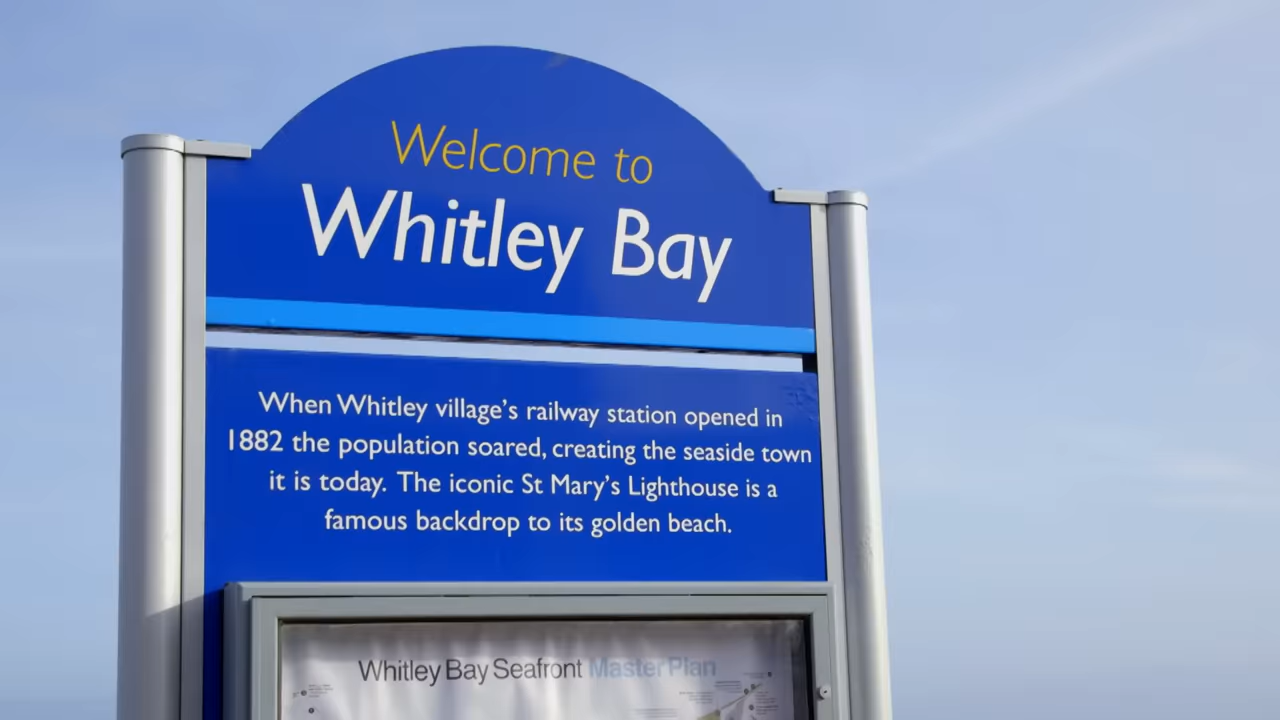 Welcome to
Whitley Bay
When Whitley village's railway station opened in
1882 the population soared, creating the seaside town
it is today. The iconic St Mary's Lighthouse is a
famous backdrop to its golden beach.
Whitley Bay Seafront Master Plan